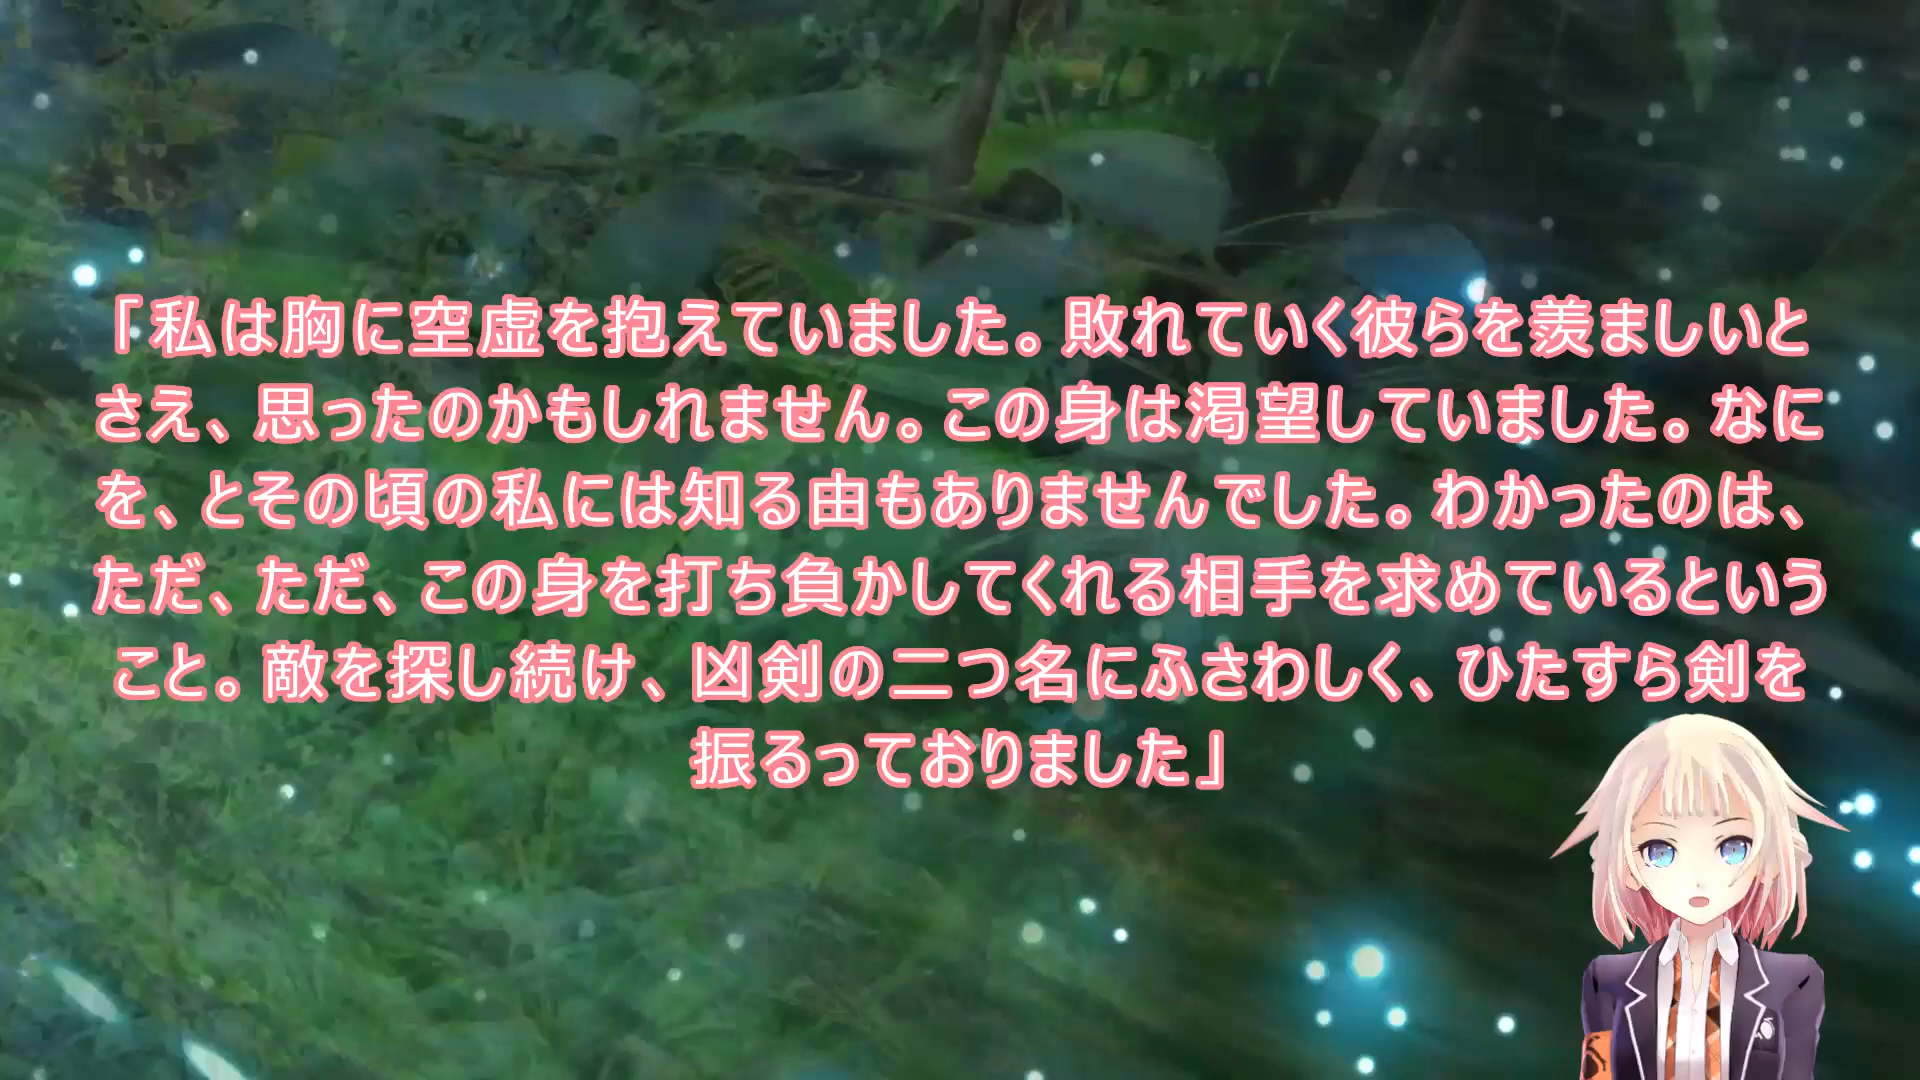 「私は胸に空虚を抱えていました。敗れていく彼らを羨ましいと
さえ、思ったのかもしれません。この身は渇望していました。なに
を、とその頃の私には知る由もありませんでした。わかったのは、
ただ、ただ、この身を打ち負かしてくれる相手を求めているという
こと。敵を探し続け、凶剣の二つ名にふさわしく、ひたすら剣を
振るっておりました」